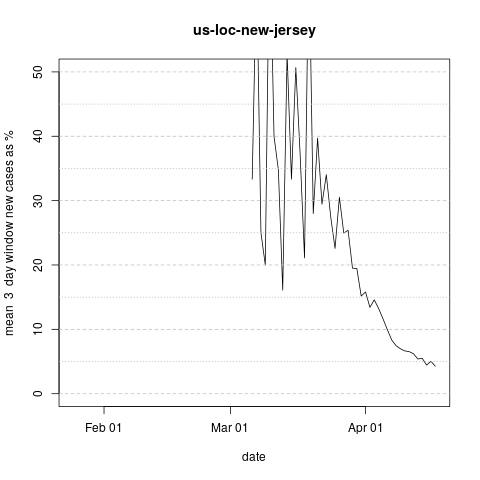 us-loc-new-jersey
mean 3 day window new cases as %
50
40
30
20
10
0
Feb 01
Mar 01
Apr 01
date